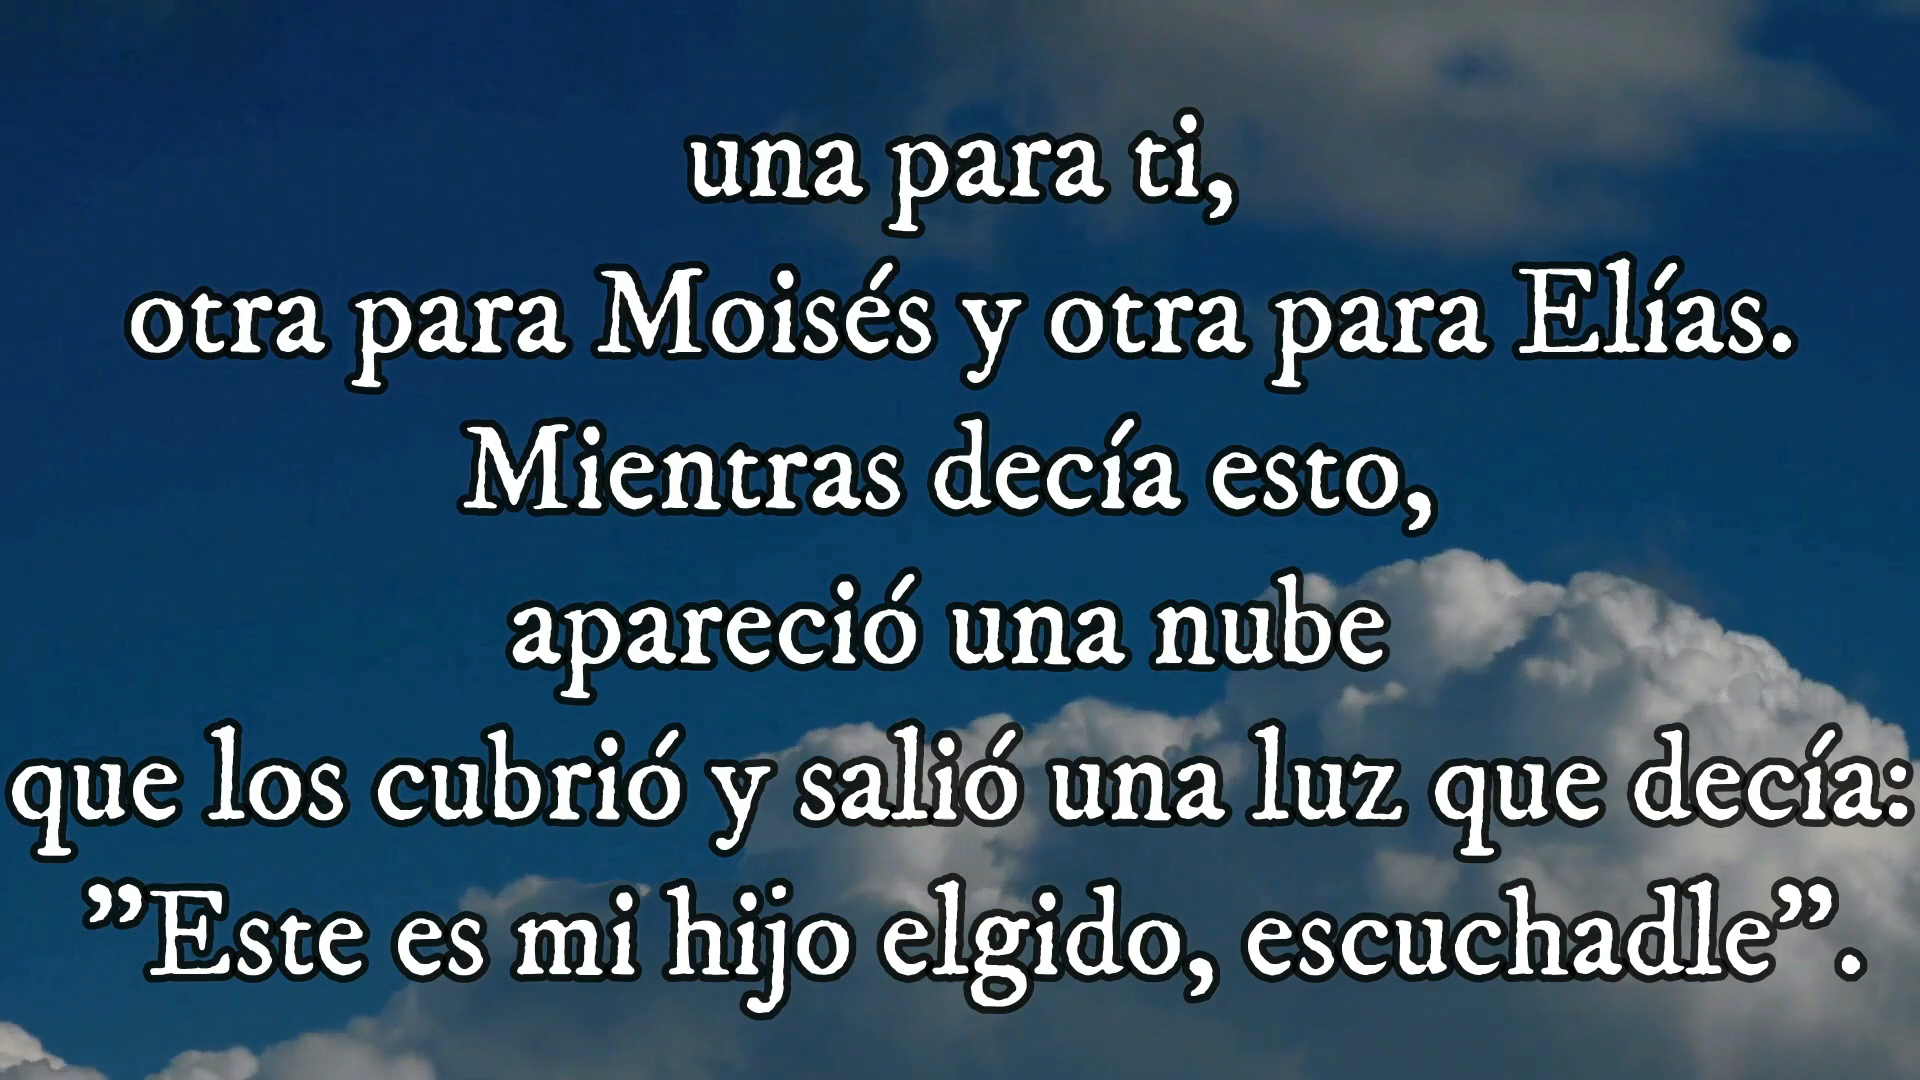 una para ti,
otra para Moisés y otra para Elías.
Mientras decía esto,
apareció una nube
que los cubrió y salió una luz que decía:
”Este es mi hijo elgido, escuchadle”.